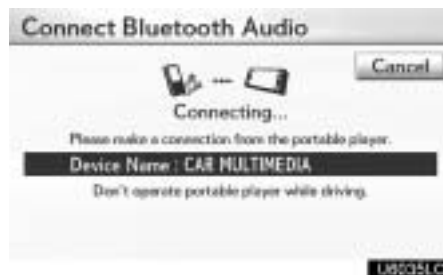 Connect Bluetooth Audio
Cancel
Connecting...
Please make a connection from the portable player.
Device Name : CAR MULTIMEDIA
Don't operate portable player while driving.
U8035LC